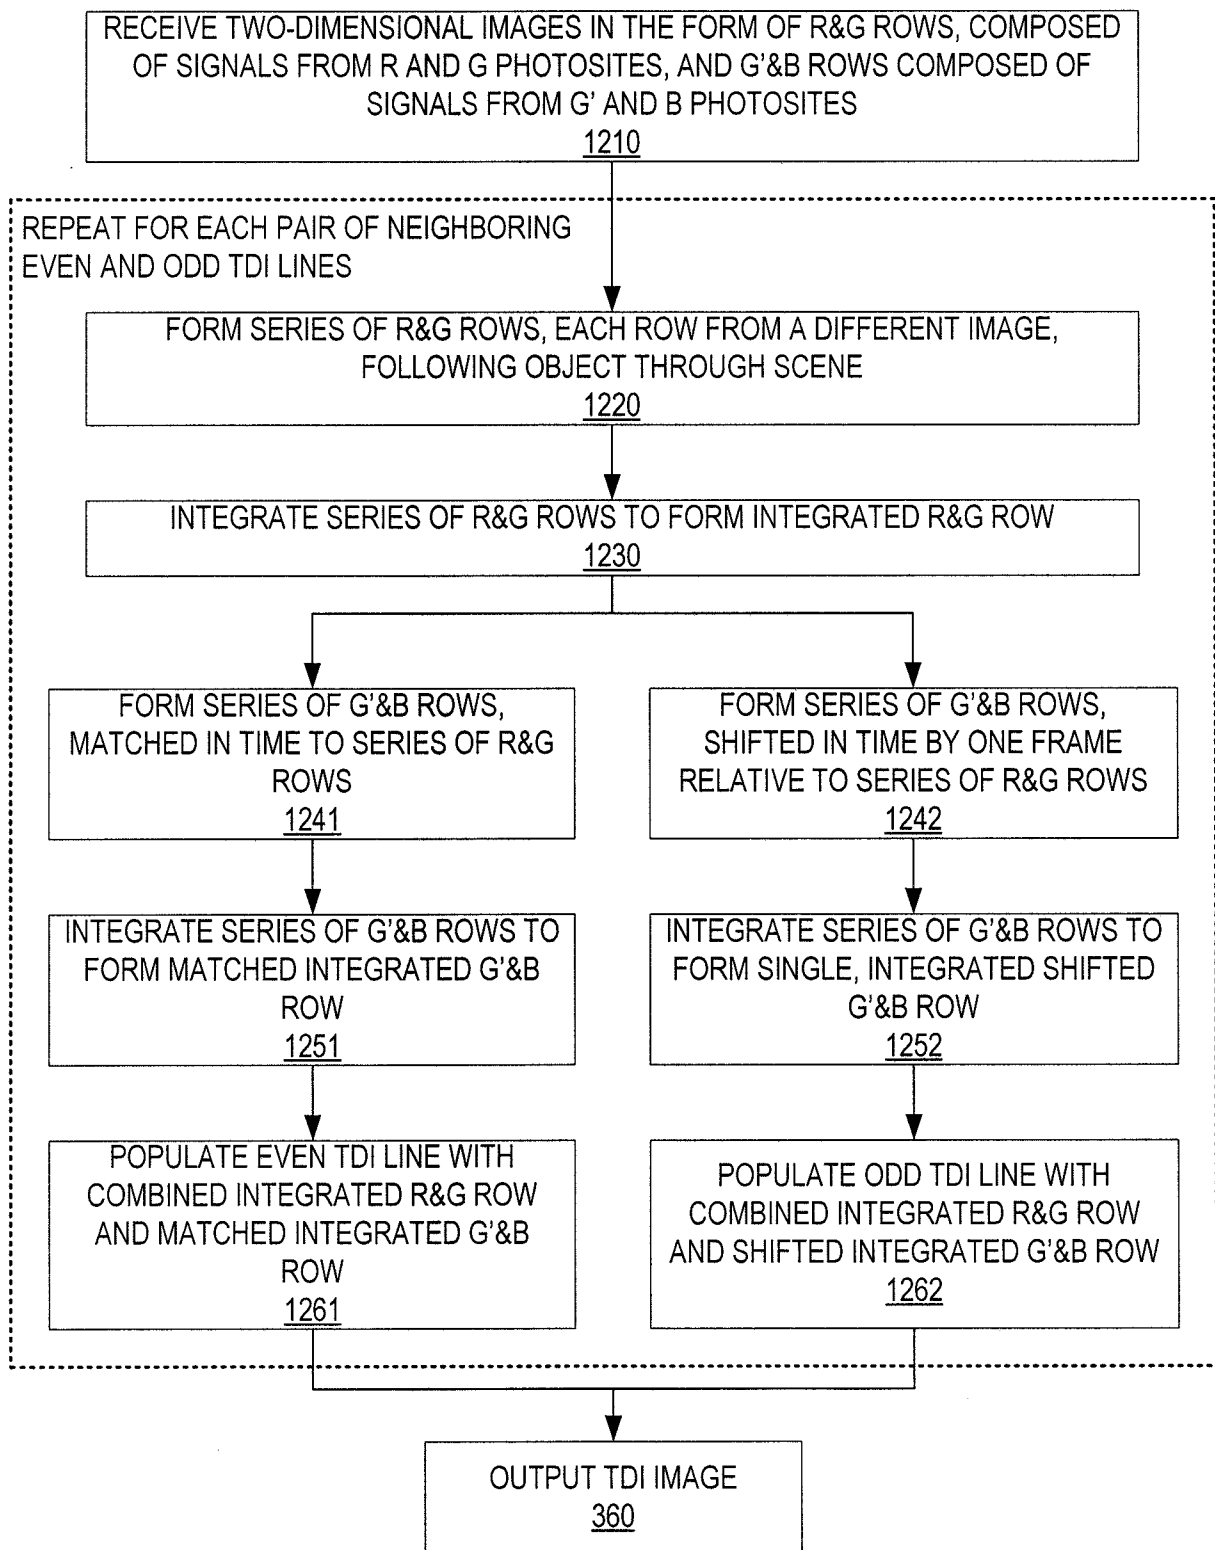 RECEIVE TWO-DIMENSIONAL IMAGES IN THE FORM OF R&G ROWS, COMPOSED
OF SIGNALS FROM R AND G PHOTOSITES, AND G'&B ROWS COMPOSED OF
SIGNALS FROM G' AND B PHOTOSITES
1210
REPEAT FOR EACH PAIR OF NEIGHBORING
EVEN AND ODD TDI LINES
FORM SERIES OF R&G ROWS, EACH ROW FROM A DIFFERENT IMAGE,
FOLLOWING OBJECT THROUGH SCENE
1220
INTEGRATE SERIES OF R&G ROWS TO FORM INTEGRATED R&G ROW
1230
FORM SERIES OF G'&B ROWS,
MATCHED IN TIME TO SERIES OF R&G
ROWS
1241
FORM SERIES OF G'&B ROWS,
SHIFTED IN TIME BY ONE FRAME
RELATIVE TO SERIES OF R&G ROWS
1242
INTEGRATE SERIES OF G'&B ROWS TO
FORM MATCHED INTEGRATED G'&B
ROW
1251
INTEGRATE SERIES OF G'&B ROWS TO
FORM SINGLE, INTEGRATED SHIFTED
G'&B ROW
1252
POPULATE EVEN TDI LINE WITH
COMBINED INTEGRATED R&G ROW
AND MATCHED INTEGRATED G'&B
ROW
1261
POPULATE ODD TDI LINE WITH
COMBINED INTEGRATED R&G ROW
AND SHIFTED INTEGRATED G'&B ROW
1262
OUTPUT TDI IMAGE
360